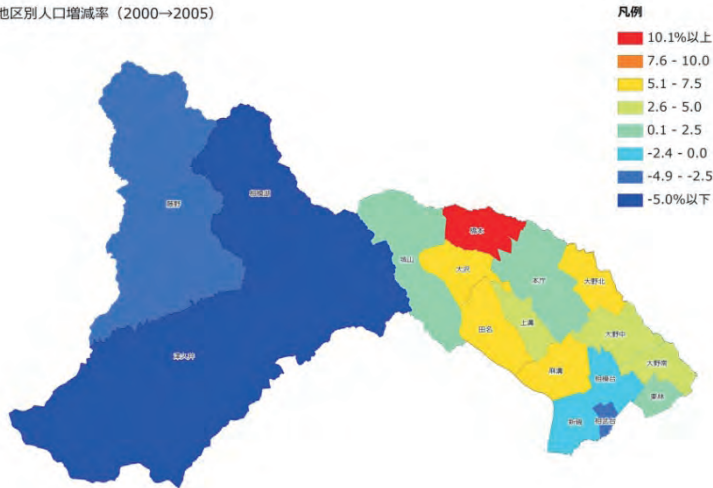 地区別人口増減率（2000→2005）
凡例
10.1%以上
7.6 - 10.0
5.1 - 7.5
2.6 - 5.0
0.1 - 2.5
-2.4 - 0.0
-4.9 - -2.5
-5.0%以下
藤野
相模湖
津久井
城山
橋本
大沢
本庁
大野北
田名
上溝
大野中
大野南
麻溝
相模台
東林
新磯
相武台